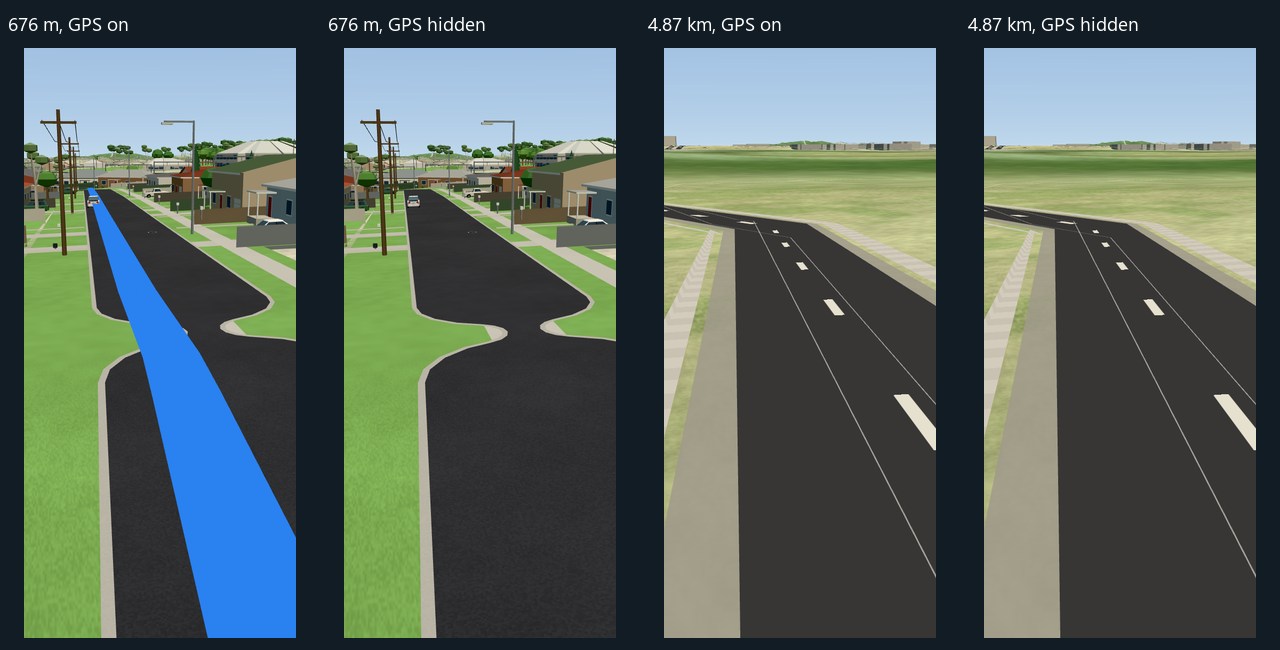 676 m, GPS on
676 m, GPS hidden
4.87 km, GPS on
4.87 km, GPS hidden